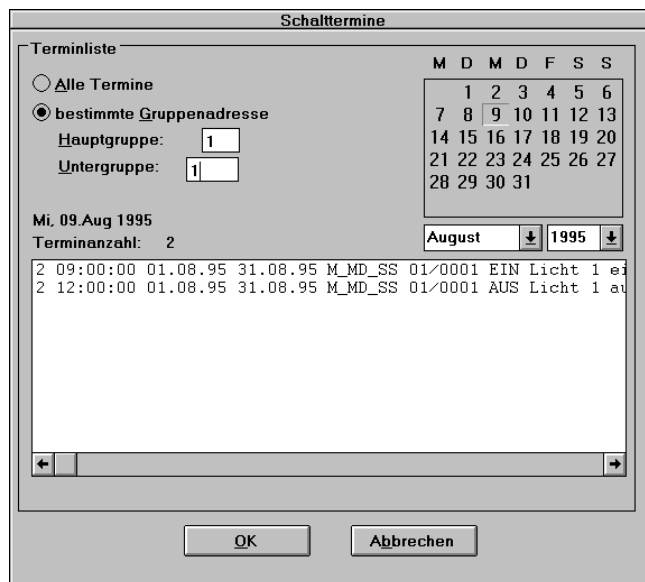 Schalttermine
Terminliste
Alle Termine
bestimmte Gruppenadresse
Hauptgruppe: 1
Untergruppe: 1
M D M D F S S
1 2 3 4 5 6
7 8 9 10 11 12 13
14 15 16 17 18 19 20
21 22 23 24 25 26 27
28 29 30 31
Mi, 09.Aug 1995
Terminanzahl: 2
August 1995
2 09:00:00 01.08.95 31.08.95 M_MD_SS 01/0001 EIN Licht 1 ei
2 12:00:00 01.08.95 31.08.95 M_MD_SS 01/0001 AUS Licht 1 au
OK Abbrechen